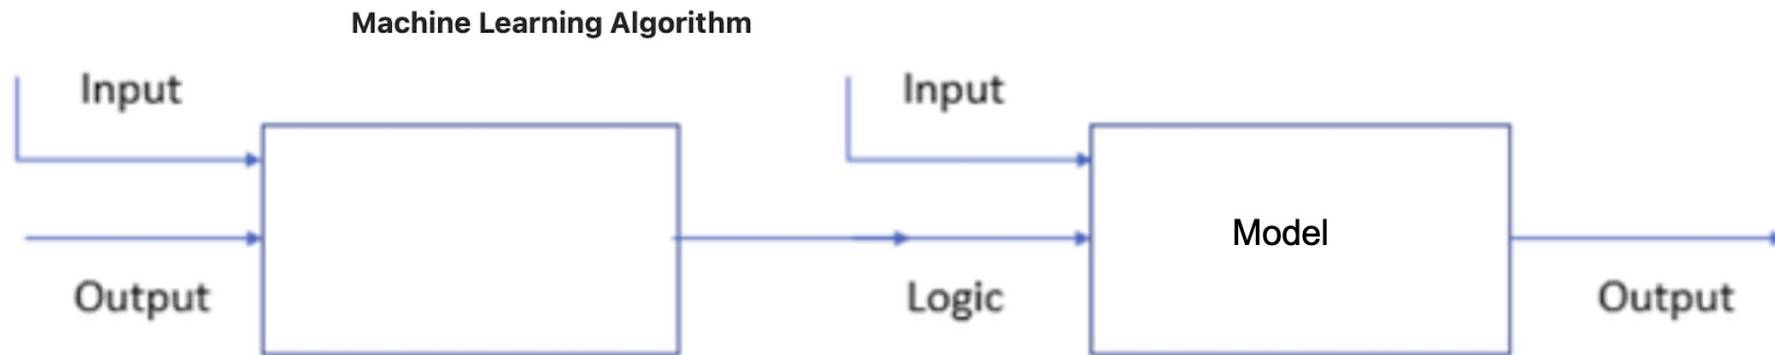 Machine Learning Algorithm
Input
Input
Model
Output
Logic
Output